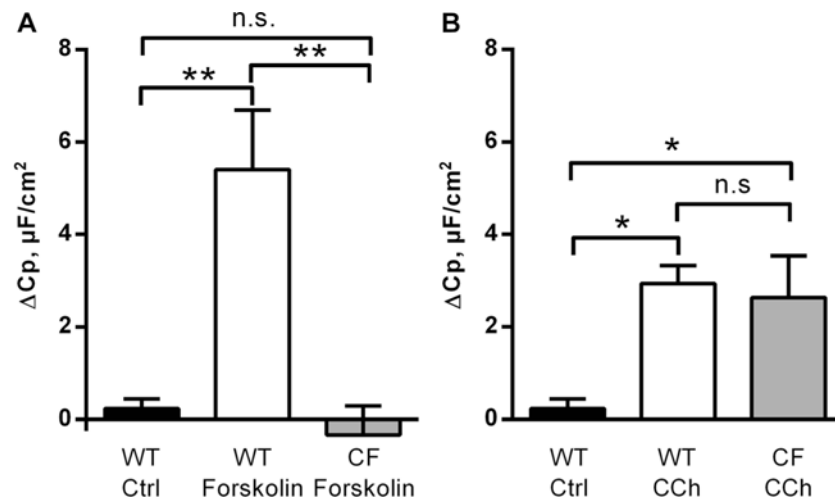 A
n.s.
**
**
ΔCp, µF/cm²
8
6
4
2
0
WT
Ctrl
WT
Forskolin
CF
Forskolin
B
*
n.s
*
ΔCp, µF/cm²
8
6
4
2
0
WT
Ctrl
WT
CCh
CF
CCh